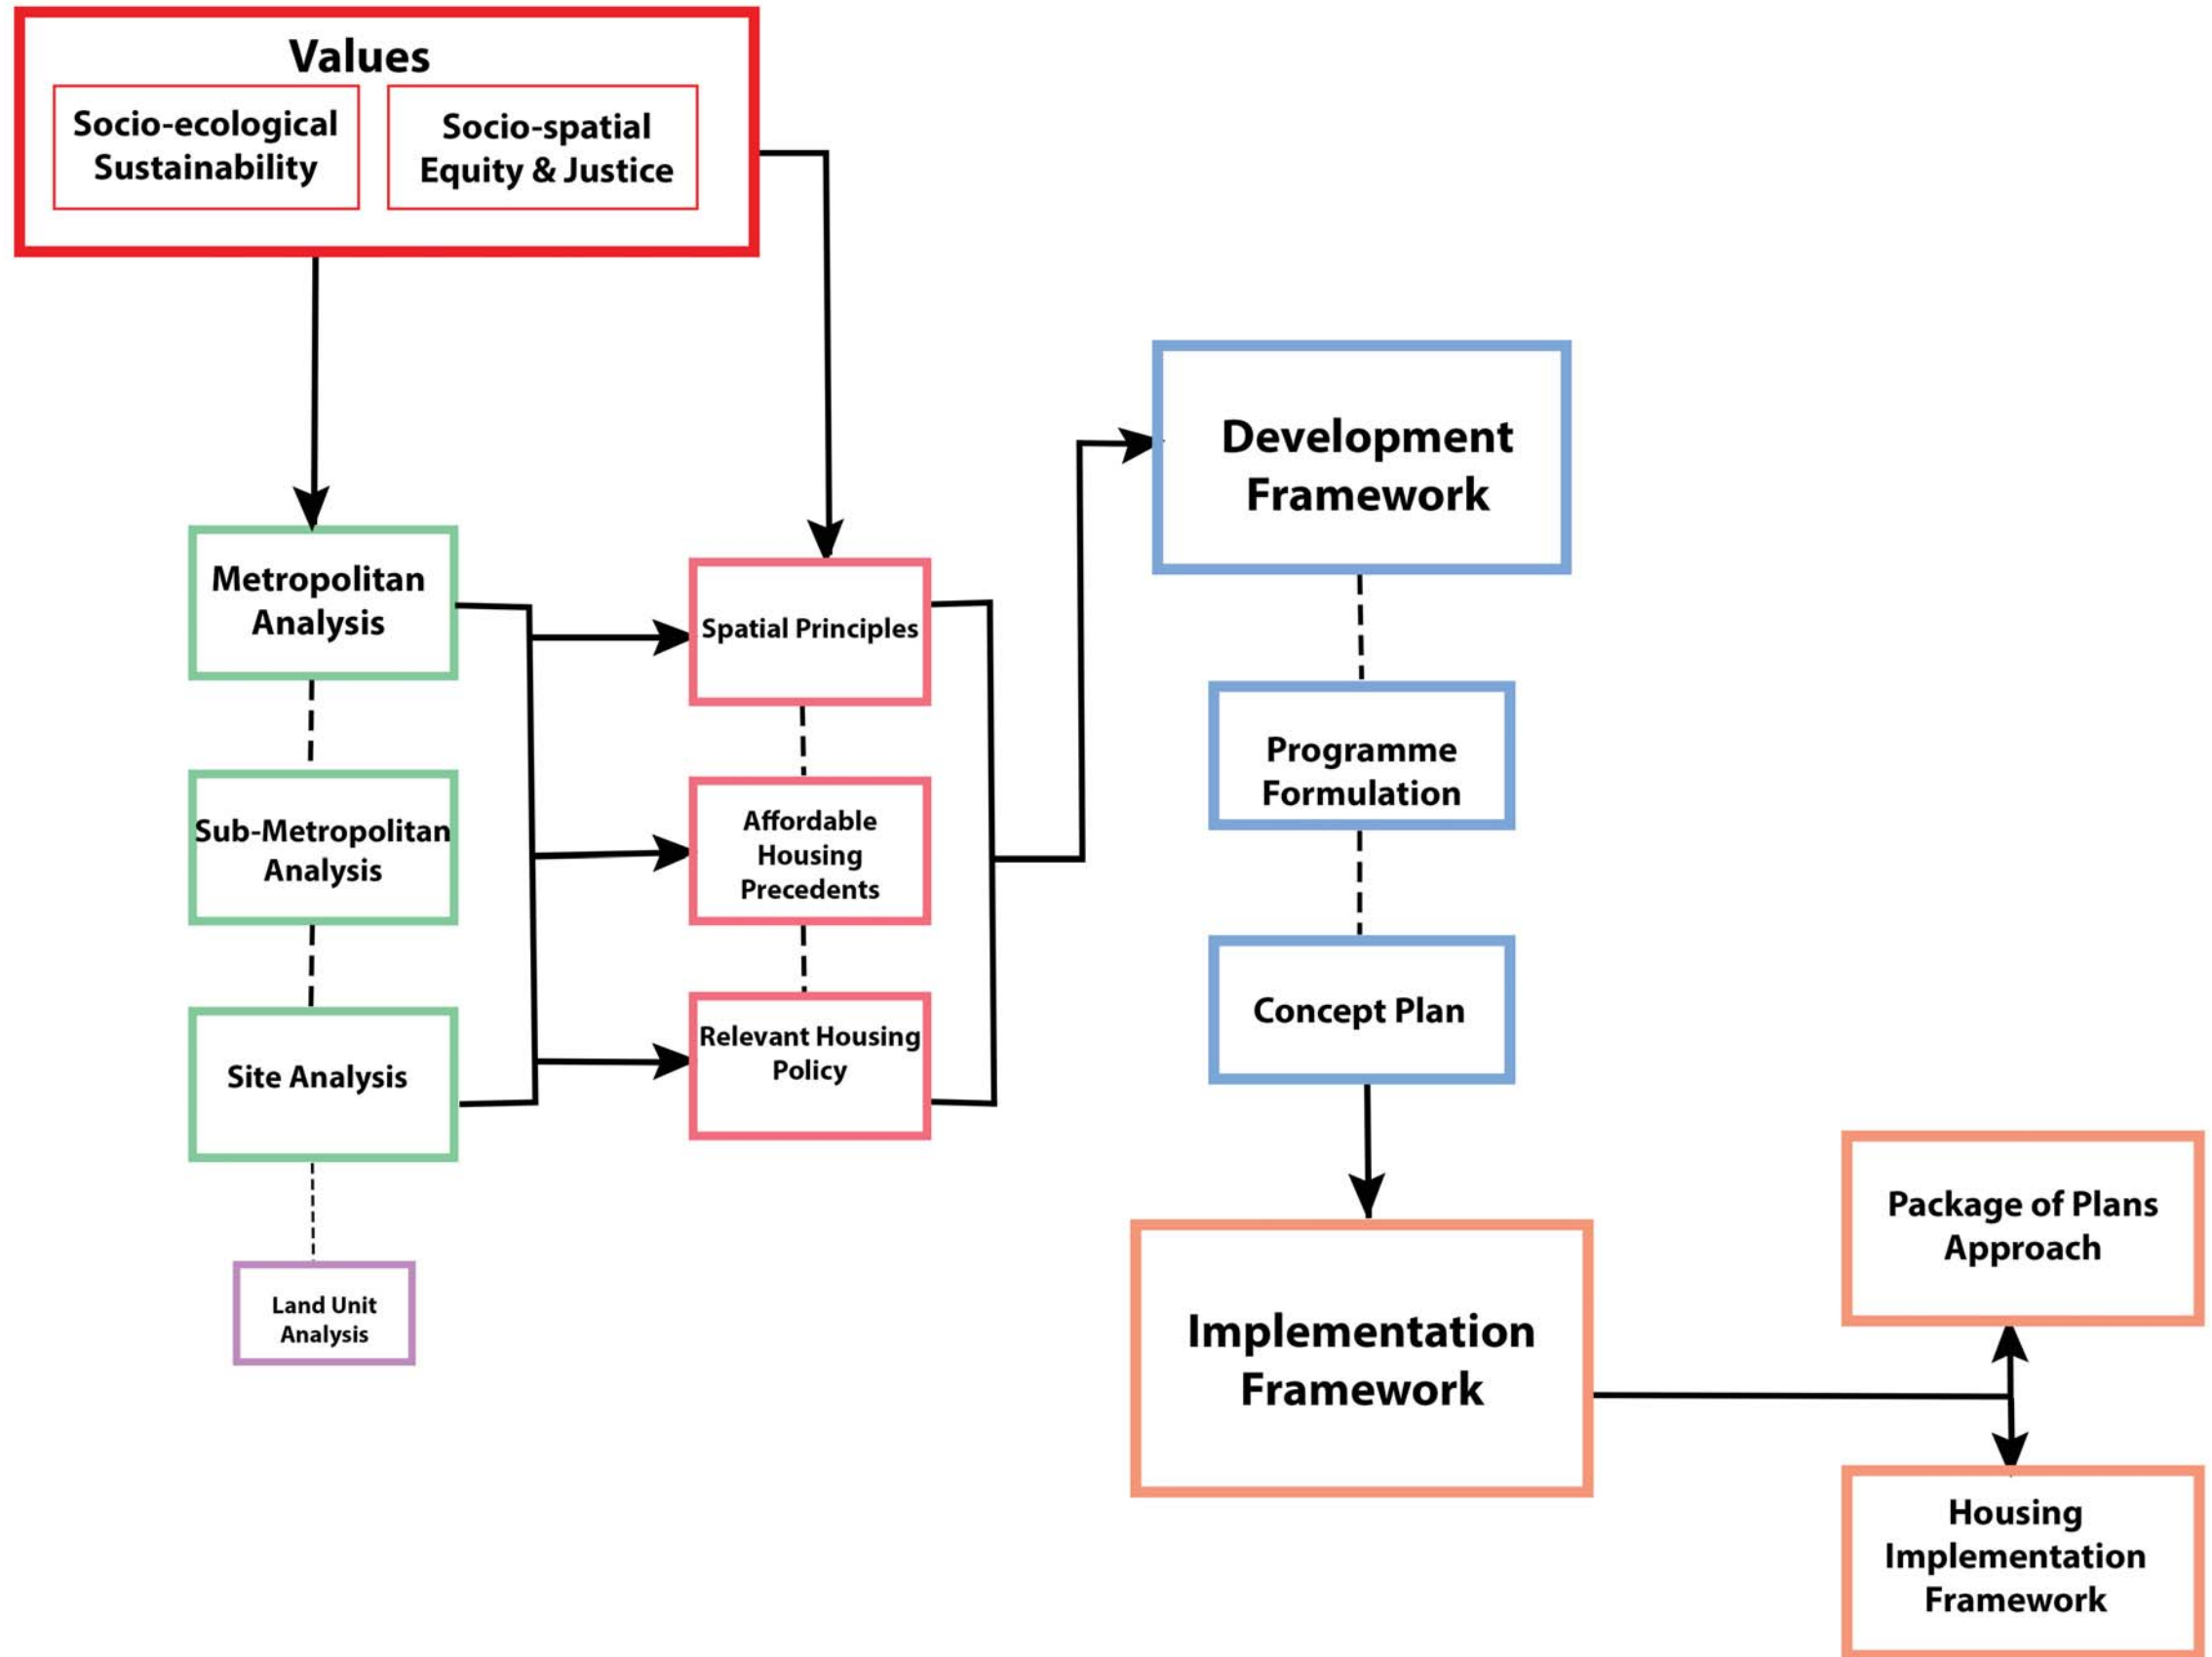 Values
Socio-ecological
Sustainability
Socio-spatial
Equity & Justice
Metropolitan
Analysis
Sub-Metropolitan
Analysis
Site Analysis
Land Unit
Analysis
Spatial Principles
Affordable
Housing
Precedents
Relevant Housing
Policy
Development
Framework
Programme
Formulation
Concept Plan
Implementation
Framework
Package of Plans
Approach
Housing
Implementation
Framework